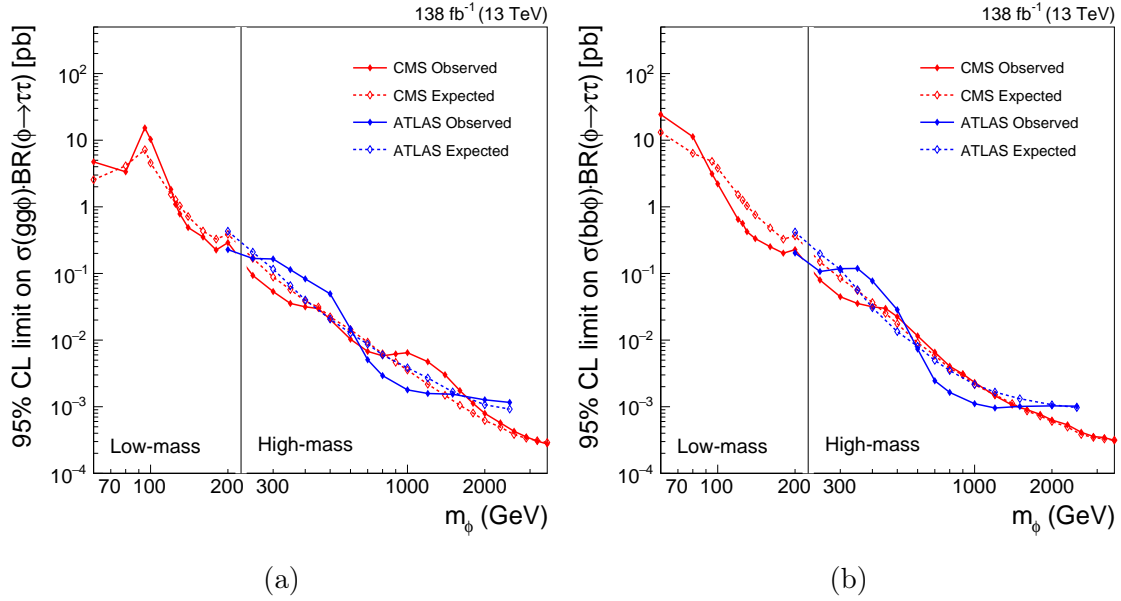 138 fb⁻¹ (13 TeV)
95% CL limit on σ(ggϕ)·BR(ϕ→ττ) [pb]
CMS Observed
CMS Expected
ATLAS Observed
ATLAS Expected
10²
10
1
10⁻¹
10⁻²
10⁻³
10⁻⁴
Low-mass
High-mass
70 100 200 300 1000 2000
m_ϕ (GeV)
(a)
138 fb⁻¹ (13 TeV)
95% CL limit on σ(bbϕ)·BR(ϕ→ττ) [pb]
CMS Observed
CMS Expected
ATLAS Observed
ATLAS Expected
10²
10
1
10⁻¹
10⁻²
10⁻³
10⁻⁴
Low-mass
High-mass
70 100 200 300 1000 2000
m_ϕ (GeV)
(b)